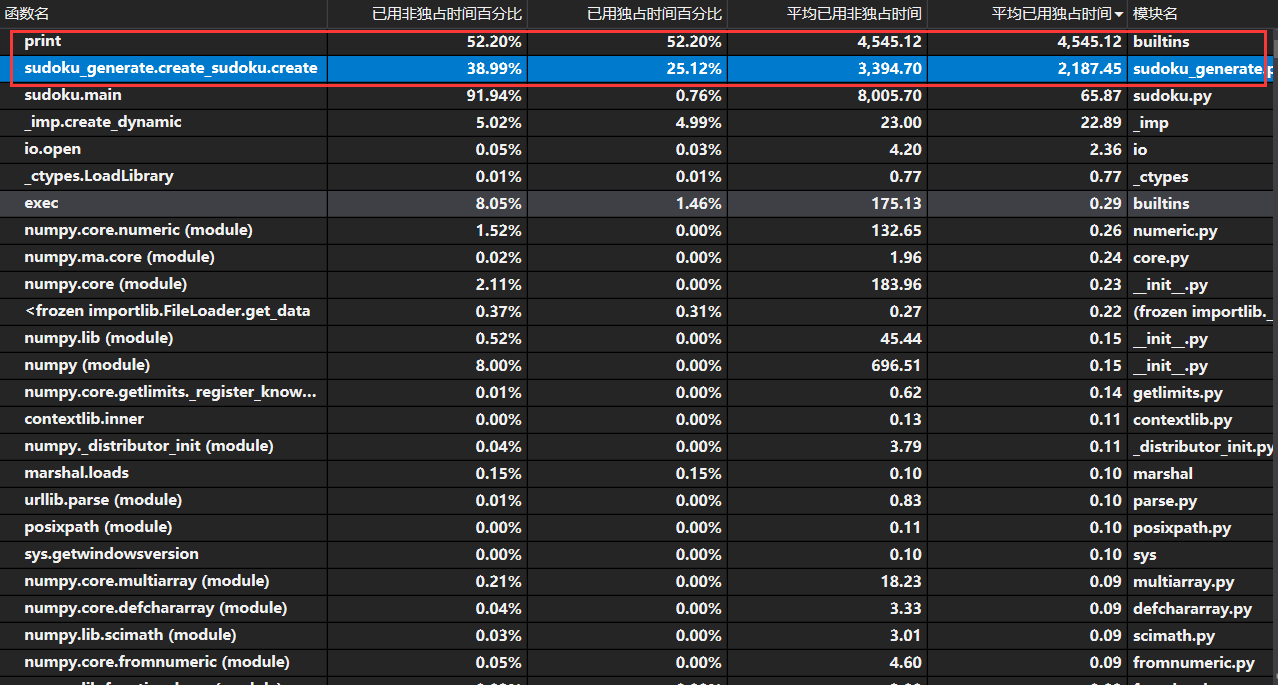 函数名 已用非独占时间百分比 已用独占时间百分比 平均已用非独占时间 平均已用独占时间 模块名
print 52.20% 52.20% 4,545.12 4,545.12 builtins
sudoku_generate.create_sudoku.create 38.99% 25.12% 3,394.70 2,187.45 sudoku_generate.p
sudoku.main 91.94% 0.76% 8,005.70 65.87 sudoku.py
_imp.create_dynamic 5.02% 4.99% 23.00 22.89 _imp
io.open 0.05% 0.03% 4.20 2.36 io
_ctypes.LoadLibrary 0.01% 0.01% 0.77 0.77 _ctypes
exec 8.05% 1.46% 175.13 0.29 builtins
numpy.core.numeric (module) 1.52% 0.00% 132.65 0.26 numeric.py
numpy.ma.core (module) 0.02% 0.00% 1.96 0.24 core.py
numpy.core (module) 2.11% 0.00% 183.96 0.23 __init__.py
<frozen importlib.FileLoader.get_data 0.37% 0.31% 0.27 0.22 (frozen importlib._
numpy.lib (module) 0.52% 0.00% 45.44 0.15 __init__.py
numpy (module) 8.00% 0.00% 696.51 0.15 __init__.py
numpy.core.getlimits._register_know... 0.01% 0.00% 0.62 0.14 getlimits.py
contextlib.inner 0.00% 0.00% 0.13 0.11 contextlib.py
numpy._distributor_init (module) 0.04% 0.00% 3.79 0.11 _distributor_init.py
marshal.loads 0.15% 0.15% 0.10 0.10 marshal
urllib.parse (module) 0.01% 0.00% 0.83 0.10 parse.py
posixpath (module) 0.00% 0.00% 0.11 0.10 posixpath.py
sys.getwindowsversion 0.00% 0.00% 0.10 0.10 sys
numpy.core.multiarray (module) 0.21% 0.00% 18.23 0.09 multiarray.py
numpy.core.defchararray (module) 0.04% 0.00% 3.33 0.09 defchararray.py
numpy.lib.scimath (module) 0.03% 0.00% 3.01 0.09 scimath.py
numpy.core.fromnumeric (module) 0.05% 0.00% 4.60 0.09 fromnumeric.py